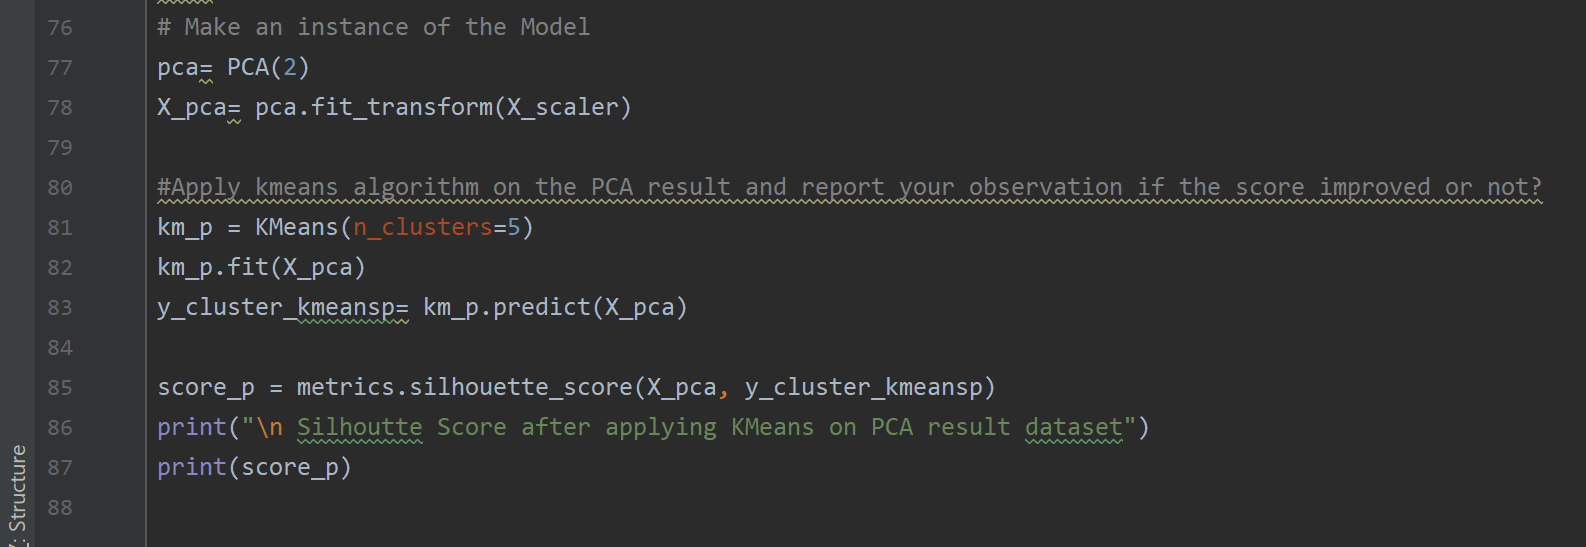 76 # Make an instance of the Model
77 pca= PCA(2)
78 X_pca= pca.fit_transform(X_scaler)
79
80 #Apply kmeans algorithm on the PCA result and report your observation if the score improved or not?
81 km_p = KMeans(n_clusters=5)
82 km_p.fit(X_pca)
83 y_cluster_kmeansp= km_p.predict(X_pca)
84
85 score_p = metrics.silhouette_score(X_pca, y_cluster_kmeansp)
86 print("\n Silhoutte Score after applying KMeans on PCA result dataset")
87 print(score_p)
88
: Structure